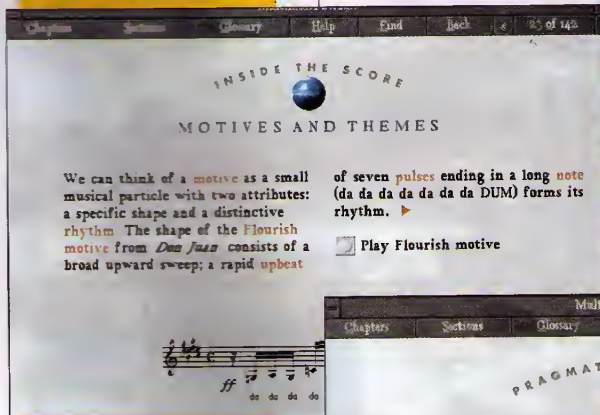 Chapters Sections Glossary Help Find Back 25 of 142
INSIDE THE SCORE
MOTIVES AND THEMES
We can think of a motive as a small
musical particle with two attributes:
a specific shape and a distinctive
rhythm The shape of the Flourish
motive from Don Juan consists of a
broad upward sweep; a rapid upbeat
of seven pulses ending in a long note
(da da da da da da da DUM) forms its
rhythm.
Play Flourish motive
ff
da da da da
Chapters Sections Glossary